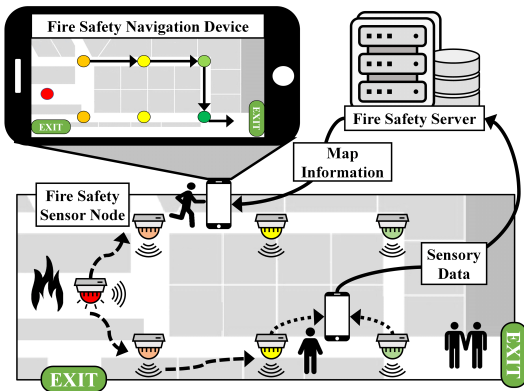 Fire Safety Navigation Device
EXIT
EXIT
Fire Safety Server
Map
Information
Fire Safety
Sensor Node
Sensory
Data
EXIT
EXIT